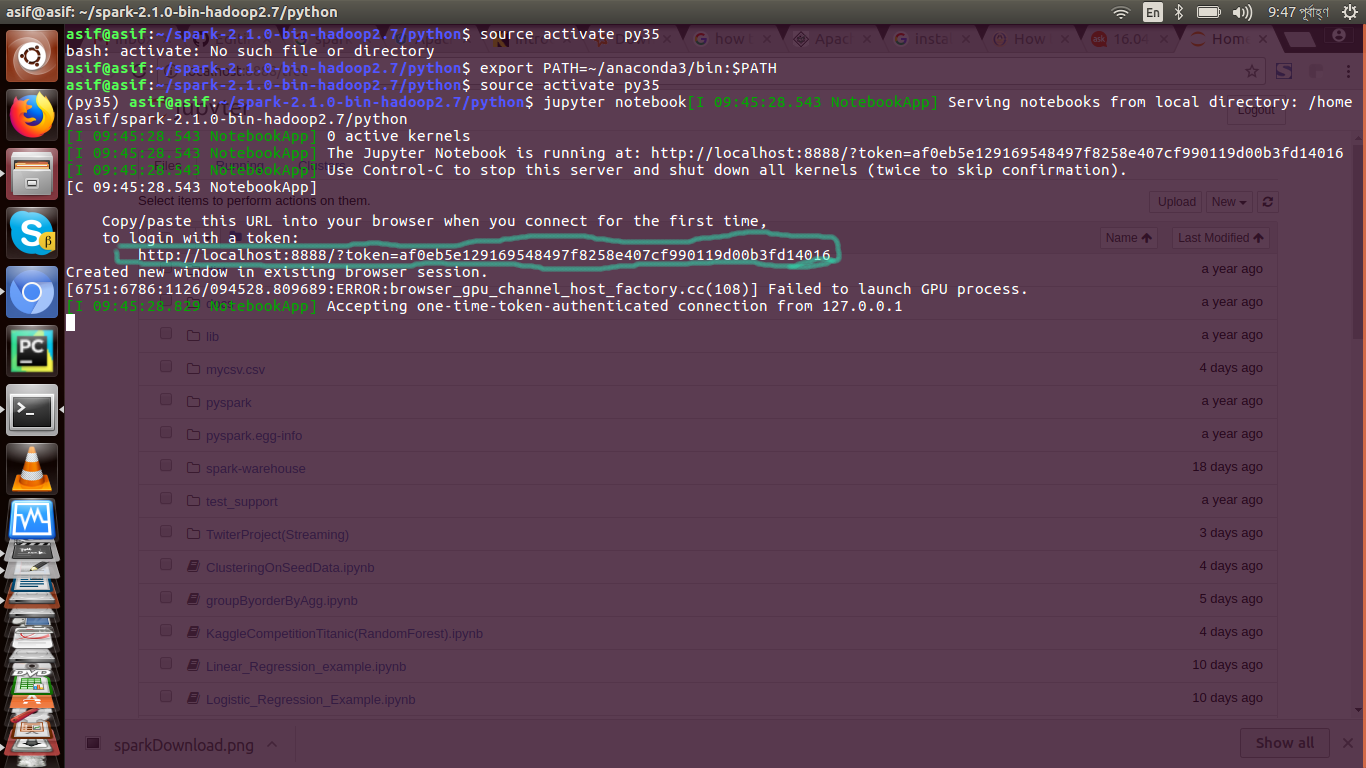 asif@asif: ~/spark-2.1.0-bin-hadoop2.7/python
En
9:47 পূর্বাহ্ণ
asif@asif:~/spark-2.1.0-bin-hadoop2.7/python$ source activate py35
bash: activate: No such file or directory
asif@asif:~/spark-2.1.0-bin-hadoop2.7/python$ export PATH=~/anaconda3/bin:$PATH
asif@asif:~/spark-2.1.0-bin-hadoop2.7/python$ source activate py35
(py35) asif@asif:~/spark-2.1.0-bin-hadoop2.7/python$ jupyter notebook[I 09:45:28.543 NotebookApp] Serving notebooks from local directory: /home
/asif/spark-2.1.0-bin-hadoop2.7/python
[I 09:45:28.543 NotebookApp] 0 active kernels
[I 09:45:28.543 NotebookApp] The Jupyter Notebook is running at: http://localhost:8888/?token=af0eb5e129169548497f8258e407cf990119d00b3fd14016
[I 09:45:28.543 NotebookApp] Use Control-C to stop this server and shut down all kernels (twice to skip confirmation).
[C 09:45:28.543 NotebookApp]
Copy/paste this URL into your browser when you connect for the first time,
to login with a token:
http://localhost:8888/?token=af0eb5e129169548497f8258e407cf990119d00b3fd14016
Created new window in existing browser session.
[6751:6786:1126/094528.809689:ERROR:browser_gpu_channel_host_factory.cc(108)] Failed to launch GPU process.
[I 09:45:28.829 NotebookApp] Accepting one-time-token-authenticated connection from 127.0.0.1
Logout
Select items to perform actions on them.
Upload New
Name Last Modified
a year ago
a year ago
lib a year ago
mycsv.csv 4 days ago
pyspark a year ago
pyspark.egg-info a year ago
spark-warehouse 18 days ago
test_support a year ago
TwiterProject(Streaming) 3 days ago
ClusteringOnSeedData.ipynb 4 days ago
groupByorderByAgg.ipynb 5 days ago
KaggleCompetitionTitanic(RandomForest).ipynb 4 days ago
Linear_Regression_example.ipynb 10 days ago
Logistic_Regression_Example.ipynb 10 days ago
sparkDownload.png
Show all
PC
DVD